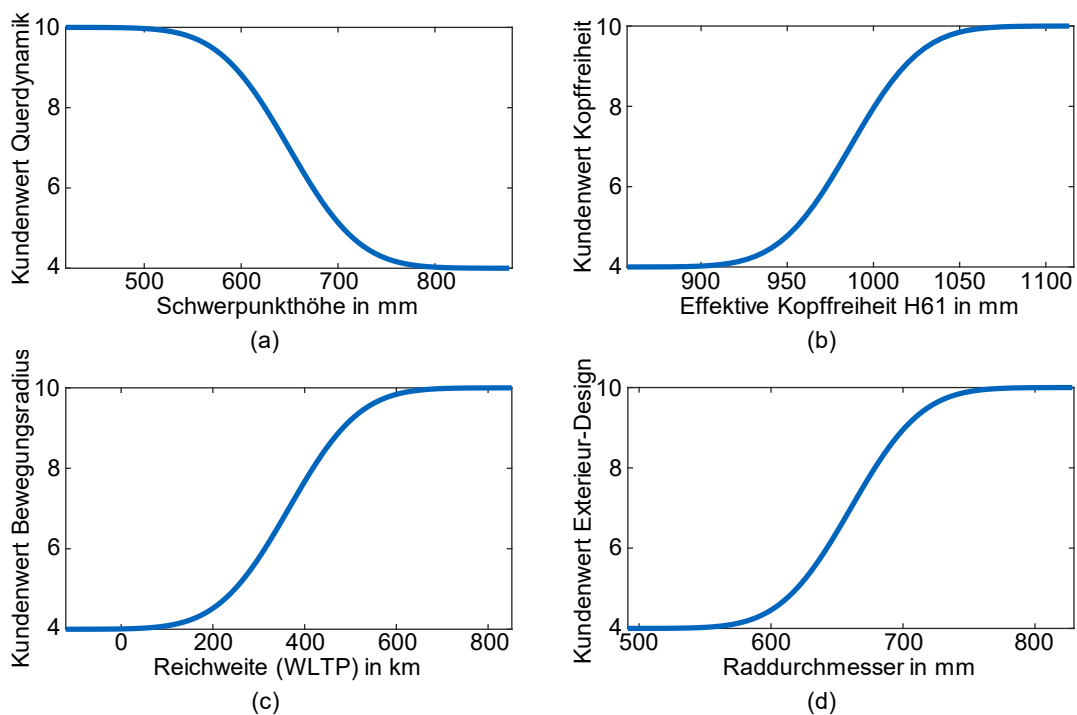 Kundenwert Querdynamik
10
8
6
4
500 600 700 800
Schwerpunkthöhe in mm
(a)
Kundenwert Kopffreiheit
10
8
6
4
900 950 1000 1050 1100
Effektive Kopffreiheit H61 in mm
(b)
Kundenwert Bewegungsradius
10
8
6
4
0 200 400 600 800
Reichweite (WLTP) in km
(c)
Kundenwert Exterieur-Design
10
8
6
4
500 600 700 800
Raddurchmesser in mm
(d)